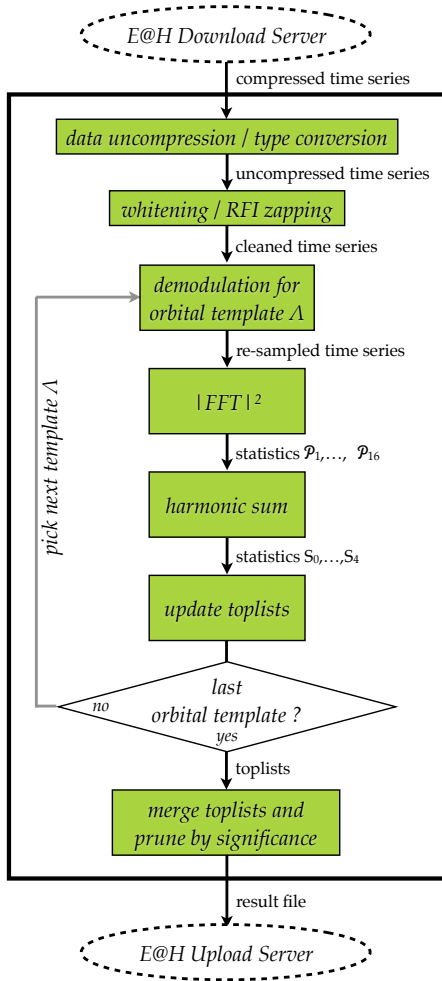 E@H Download Server
compressed time series
data uncompression / type conversion
uncompressed time series
whitening / RFI zapping
cleaned time series
demodulation for
orbital template Λ
re-sampled time series
pick next template Λ
|FFT|²
statistics 𝒫₁,…, 𝒫₁₆
harmonic sum
statistics S₀,…,S₄
update toplists
last
orbital template ?
no
yes
toplists
merge toplists and
prune by significance
result file
E@H Upload Server